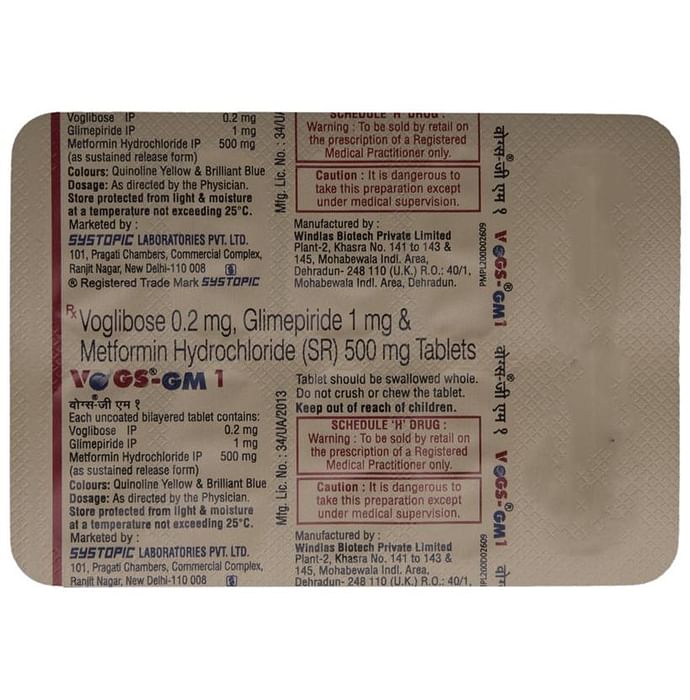 Voglibose IP 0.2 mg
Glimepiride IP 1 mg
Metformin Hydrochloride IP 500 mg
(as sustained release form)
Colours: Quinoline Yellow & Brilliant Blue
Dosage: As directed by the Physician.
Store protected from light & moisture
at a temperature not exceeding 25°C.
Marketed by :
SYSTOPIC LABORATORIES PVT. LTD.
101, Pragati Chambers, Commercial Complex,
Ranjit Nagar, New Delhi-110 008
® Registered Trade Mark SYSTOPIC
Mfg. Lic. No. : 34/UA
SCHEDULE 'H' DRUG :
Warning : To be sold by retail on
the prescription of a Registered
Medical Practitioner only.
Caution : It is dangerous to
take this preparation except
under medical supervision.
Manufactured by :
Windlas Biotech Private Limited
Plant-2, Khasra No. 141 to 143 &
145, Mohabewala Indl. Area,
Dehradun- 248 110 (U.K.) R.O.: 40/1,
Mohabewala Indl. Area, Dehradun.
PMPL200D02609
वोग्स®-जी एम १
VOGS®-GM 1
Rx Voglibose 0.2 mg, Glimepiride 1 mg &
Metformin Hydrochloride (SR) 500 mg Tablets
VOGS®-GM 1
वोग्स®-जी एम १
Each uncoated bilayered tablet contains:
Voglibose IP 0.2 mg
Glimepiride IP 1 mg
Metformin Hydrochloride IP 500 mg
(as sustained release form)
Colours: Quinoline Yellow & Brilliant Blue
Dosage: As directed by the Physician.
Store protected from light & moisture
at a temperature not exceeding 25°C.
Marketed by :
SYSTOPIC LABORATORIES PVT. LTD.
101, Pragati Chambers, Commercial Complex,
Ranjit Nagar, New Delhi-110 008
Mfg. Lic. No. : 34/UA/2013
Tablet should be swallowed whole.
Do not crush or chew the tablet.
Keep out of reach of children.
SCHEDULE 'H' DRUG :
Warning : To be sold by retail on
the prescription of a Registered
Medical Practitioner only.
Caution : It is dangerous to
take this preparation except
under medical supervision.
Manufactured by :
Windlas Biotech Private Limited
Plant-2, Khasra No. 141 to 143 &
145, Mohabewala Indl. Area,
Dehradun- 248 110 (U.K.) R.O.: 40/1,
वोग्स®-जी एम १
VOGS®-GM 1
वो